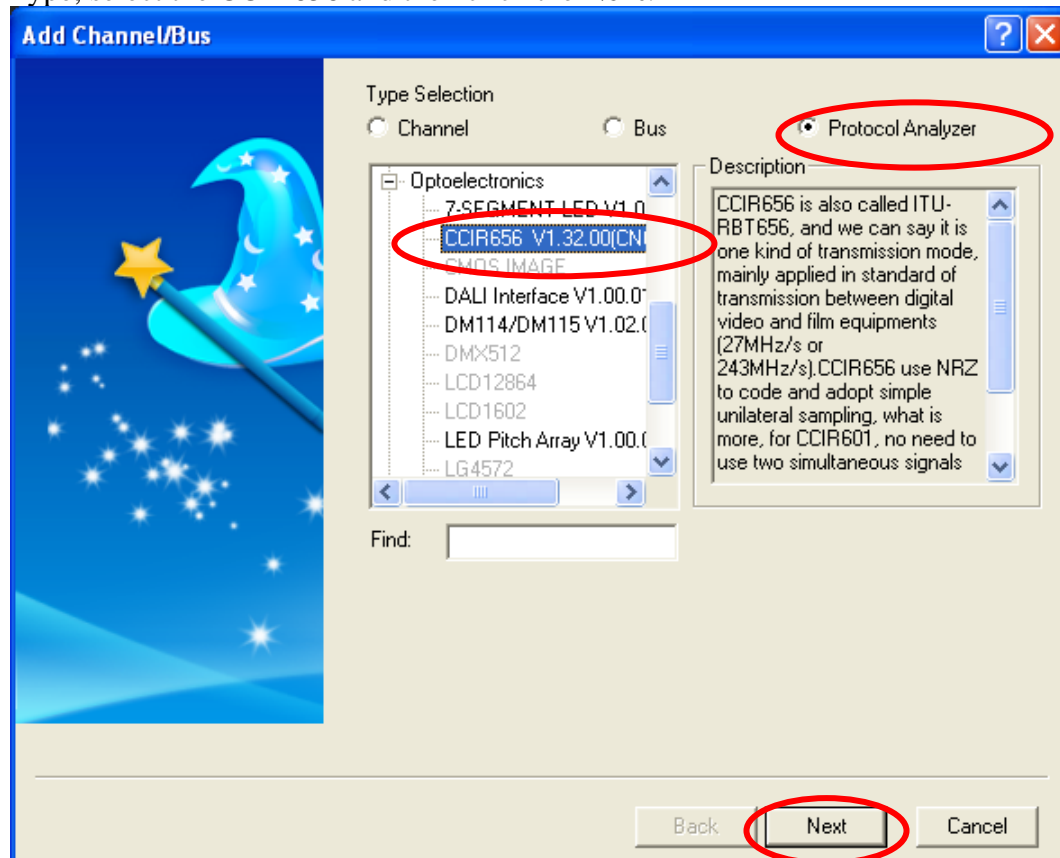 Add Channel/Bus
Type Selection
Channel
Bus
Protocol Analyzer
Optoelectronics
7-SEGMENT LED V1.0
CCIR656 V1.32.00(CN
CMOS IMAGE
DALI Interface V1.00.0
DM114/DM115 V1.02.0
DMX512
LCD12864
LCD1602
LED Pitch Array V1.00.0
LG4572
Description
CCIR656 is also called ITU-
RBT656, and we can say it is
one kind of transmission mode,
mainly applied in standard of
transmission between digital
video and film equipments
(27MHz/s or
243MHz/s).CCIR656 use NRZ
to code and adopt simple
unilateral sampling, what is
more, for CCIR601, no need to
use two simultaneous signals
Find:
Back
Next
Cancel